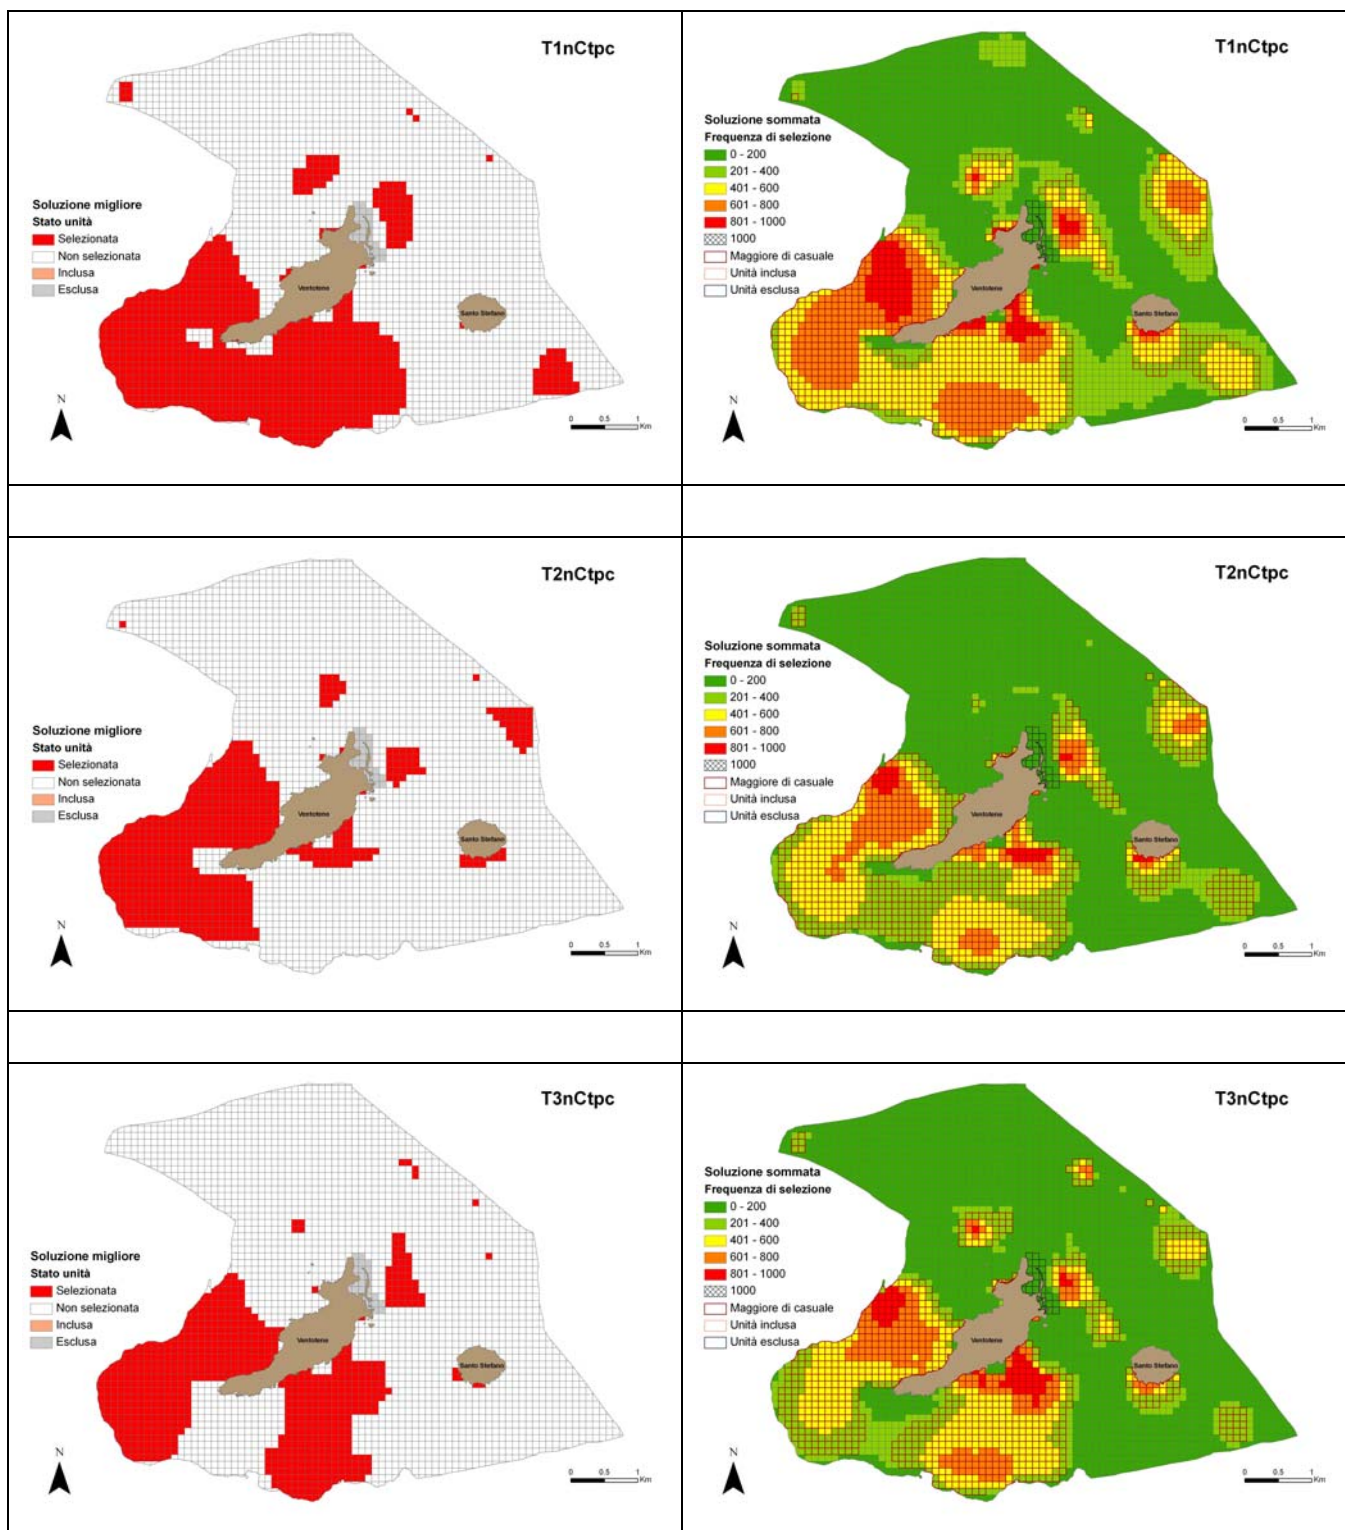 T1nCtpc
Soluzione migliore
Stato unità
Selezionata
Non selezionata
Inclusa
Esclusa
Ventotene
Santo Stefano
N
0 0.5 1
Km
T1nCtpc
Soluzione sommata
Frequenza di selezione
0 - 200
201 - 400
401 - 600
601 - 800
801 - 1000
1000
Maggiore di casuale
Unità inclusa
Unità esclusa
Ventotene
Santo Stefano
N
0 0.5 1
Km
T2nCtpc
Soluzione migliore
Stato unità
Selezionata
Non selezionata
Inclusa
Esclusa
Ventotene
Santo Stefano
N
0 0.5 1
Km
T2nCtpc
Soluzione sommata
Frequenza di selezione
0 - 200
201 - 400
401 - 600
601 - 800
801 - 1000
1000
Maggiore di casuale
Unità inclusa
Unità esclusa
Ventotene
Santo Stefano
N
0 0.5 1
Km
T3nCtpc
Soluzione migliore
Stato unità
Selezionata
Non selezionata
Inclusa
Esclusa
Ventotene
Santo Stefano
N
0 0.5 1
Km
T3nCtpc
Soluzione sommata
Frequenza di selezione
0 - 200
201 - 400
401 - 600
601 - 800
801 - 1000
1000
Maggiore di casuale
Unità inclusa
Unità esclusa
Ventotene
Santo Stefano
N
0 0.5 1
Km